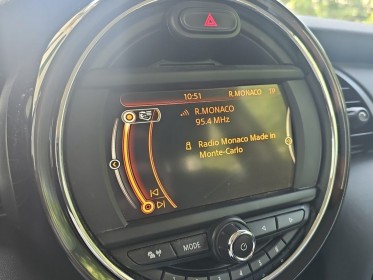 10:51 R.MONACO
R.MONACO
95.4 MHz
Radio Monaco Made in
Monte-Carlo
MODE